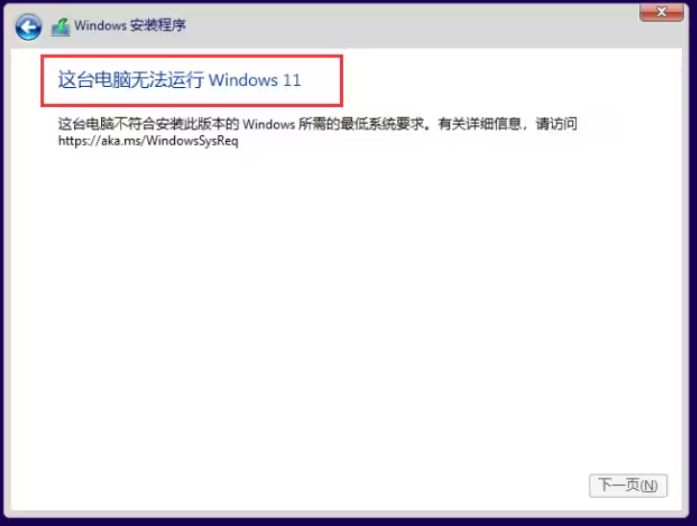 Windows 安装程序
这台电脑无法运行 Windows 11
这台电脑不符合安装此版本的 Windows 所需的最低系统要求。有关详细信息，请访问
https://aka.ms/WindowsSysReq
下一页(N)